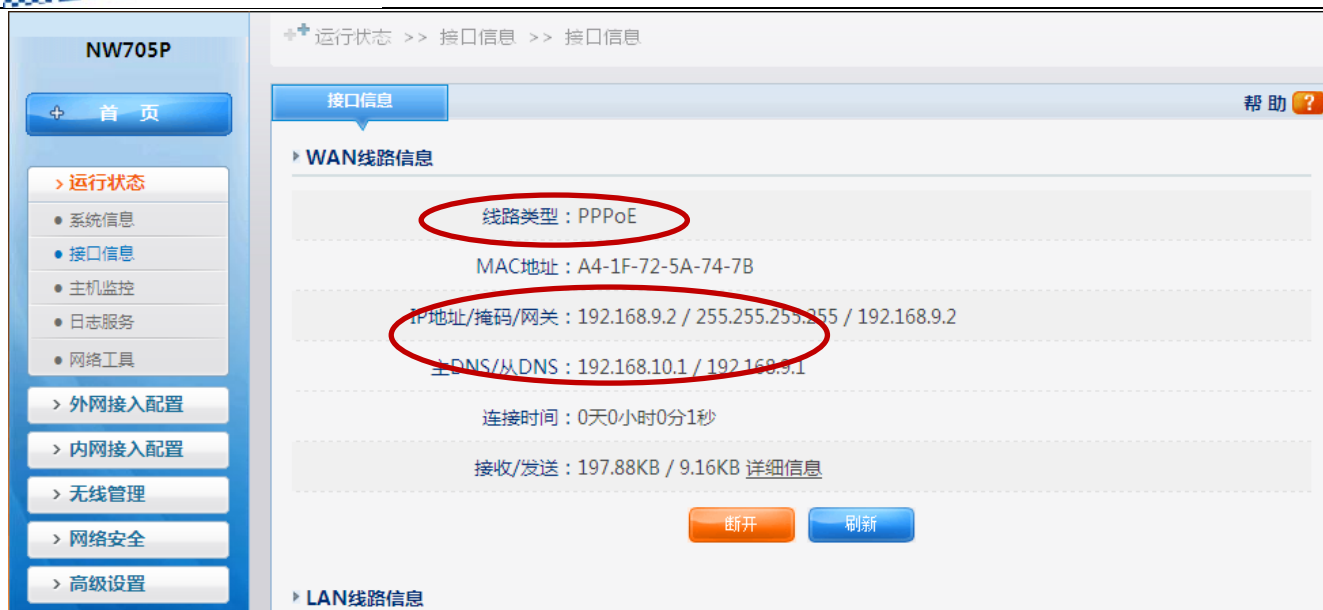 NW705P
首 页
运行状态
系统信息
接口信息
主机监控
日志服务
网络工具
外网接入配置
内网接入配置
无线管理
网络安全
高级设置
运行状态 >> 接口信息 >> 接口信息
接口信息
帮 助 ?
WAN线路信息
线路类型：PPPoE
MAC地址：A4-1F-72-5A-74-7B
IP地址/掩码/网关：192.168.9.2 / 255.255.255.255 / 192.168.9.2
主DNS/从DNS：192.168.10.1 / 192.168.9.1
连接时间：0天0小时0分1秒
接收/发送：197.88KB / 9.16KB 详细信息
断开 刷新
LAN线路信息